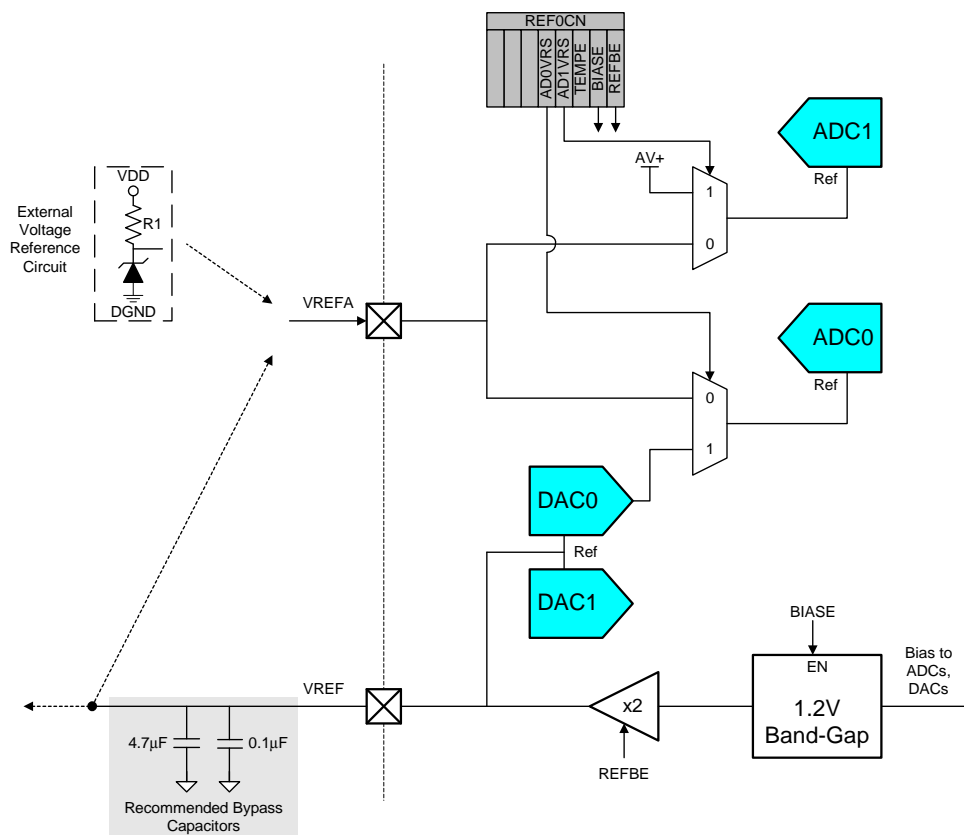 REF0CN
AD0VRS
AD1VRS
TEMPE
BIASE
REFBE
ADC1
Ref
AV+
1
0
VDD
R1
DGND
External
Voltage
Reference
Circuit
VREFA
ADC0
Ref
0
1
DAC0
Ref
DAC1
BIASE
EN
1.2V
Band-Gap
Bias to
ADCs,
DACs
x2
REFBE
VREF
4.7µF
0.1µF
Recommended Bypass
Capacitors